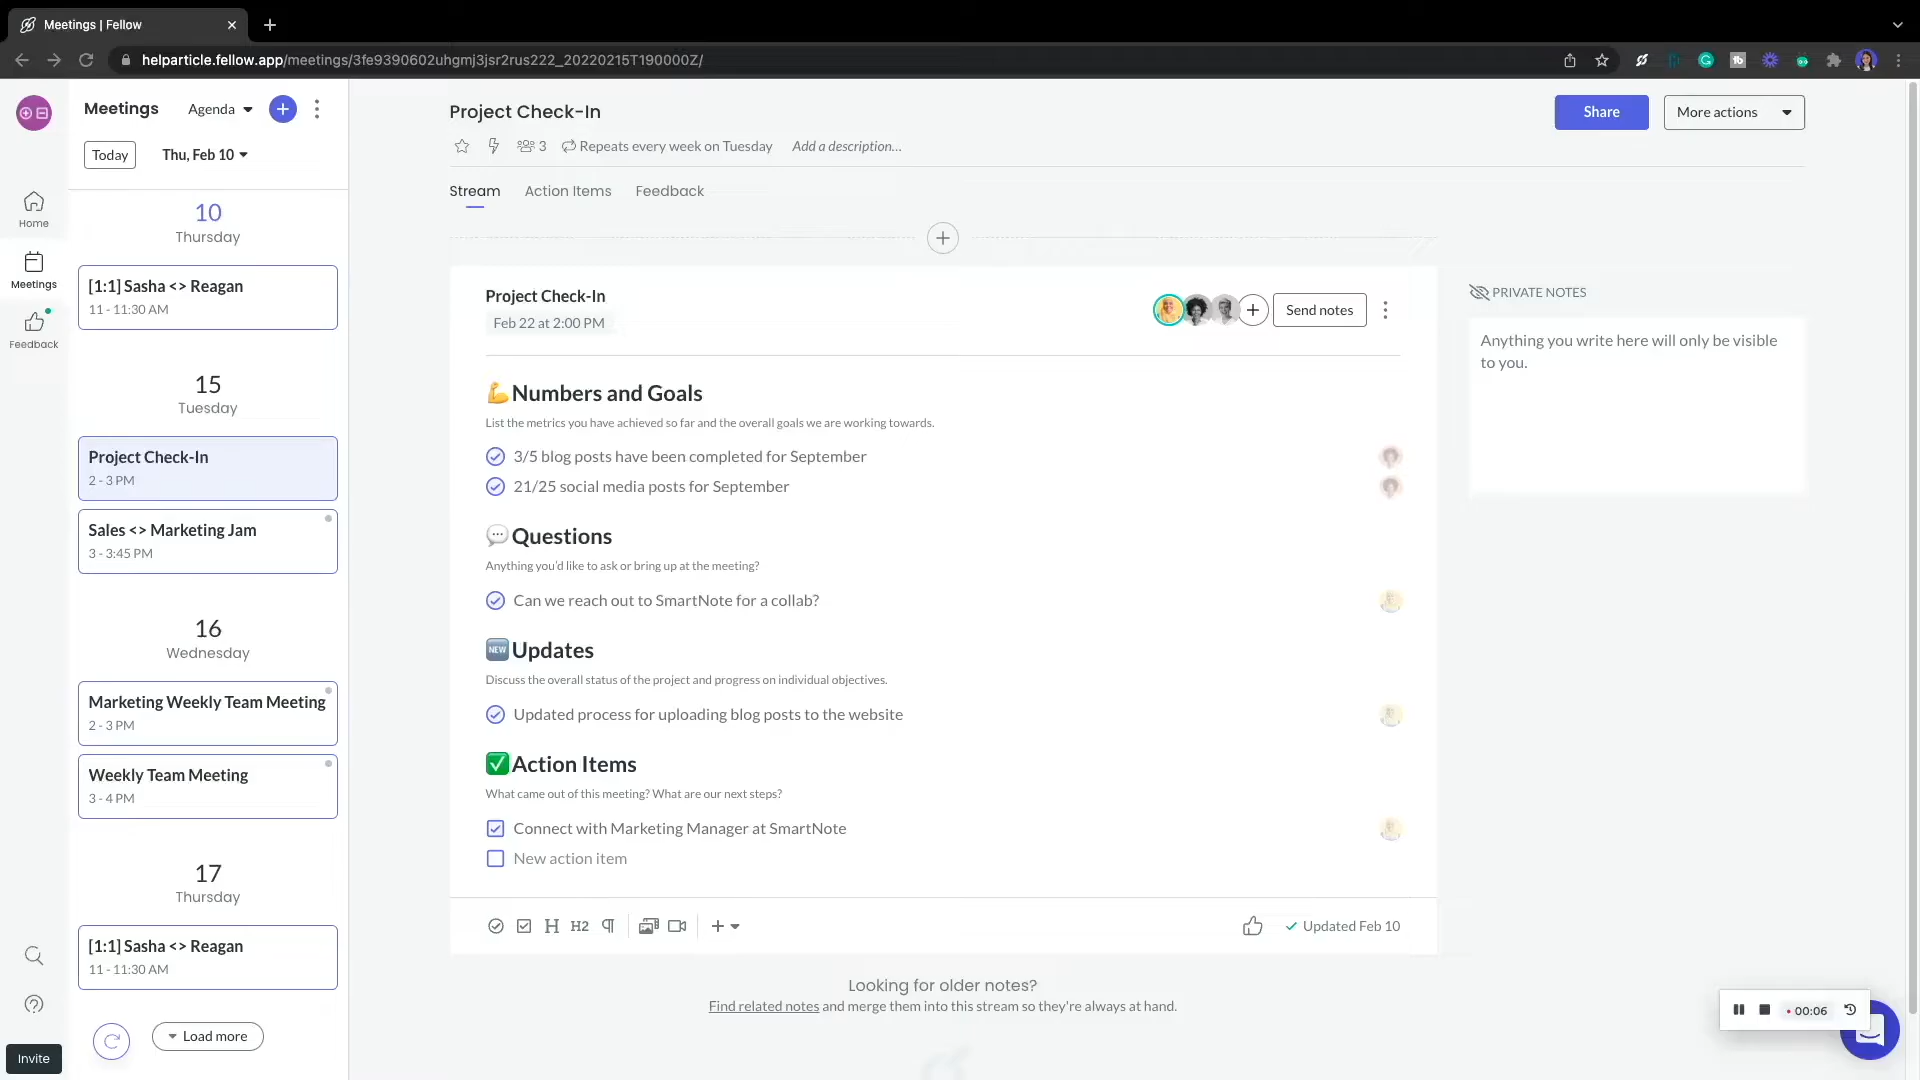 Meetings | Fellow
helparticle.fellow.app/meetings/3fe9390602uhgmj3jsr2rus222_20220215T190000Z/
Meetings
Agenda
Today
Thu, Feb 10
Home
Meetings
Feedback
10
Thursday
[1:1] Sasha <> Reagan
11 - 11:30 AM
15
Tuesday
Project Check-In
2 - 3 PM
Sales <> Marketing Jam
3 - 3:45 PM
16
Wednesday
Marketing Weekly Team Meeting
2 - 3 PM
Weekly Team Meeting
3 - 4 PM
17
Thursday
[1:1] Sasha <> Reagan
11 - 11:30 AM
Load more
Invite
Project Check-In
Share
More actions
3
Repeats every week on Tuesday
Add a description...
Stream
Action Items
Feedback
Project Check-In
Feb 22 at 2:00 PM
Send notes
💪Numbers and Goals
List the metrics you have achieved so far and the overall goals we are working towards.
3/5 blog posts have been completed for September
21/25 social media posts for September
💬Questions
Anything you'd like to ask or bring up at the meeting?
Can we reach out to SmartNote for a collab?
🆕Updates
Discuss the overall status of the project and progress on individual objectives.
Updated process for uploading blog posts to the website
✅Action Items
What came out of this meeting? What are our next steps?
Connect with Marketing Manager at SmartNote
New action item
H H2
Updated Feb 10
Looking for older notes?
Find related notes and merge them into this stream so they're always at hand.
PRIVATE NOTES
Anything you write here will only be visible
to you.
00:06